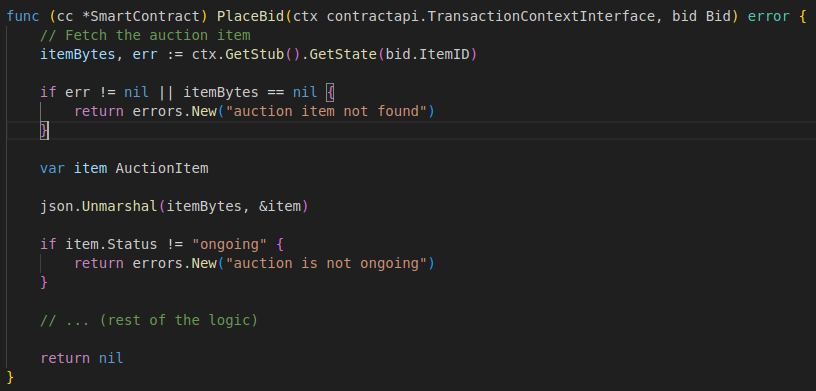 func (cc *SmartContract) PlaceBid(ctx contractapi.TransactionContextInterface, bid Bid) error {
// Fetch the auction item
itemBytes, err := ctx.GetStub().GetState(bid.ItemID)
if err != nil || itemBytes == nil {
return errors.New("auction item not found")
}
var item AuctionItem
json.Unmarshal(itemBytes, &item)
if item.Status != "ongoing" {
return errors.New("auction is not ongoing")
}
// ... (rest of the logic)
return nil
}